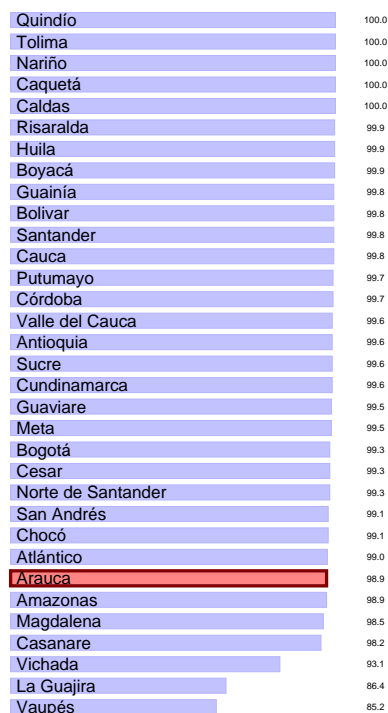 Quindío 100.0
Tolima 100.0
Nariño 100.0
Caquetá 100.0
Caldas 100.0
Risaralda 99.9
Huila 99.9
Boyacá 99.9
Guainía 99.8
Bolivar 99.8
Santander 99.8
Cauca 99.8
Putumayo 99.7
Córdoba 99.7
Valle del Cauca 99.6
Antioquia 99.6
Sucre 99.6
Cundinamarca 99.6
Guaviare 99.5
Meta 99.5
Bogotá 99.3
Cesar 99.3
Norte de Santander 99.3
San Andrés 99.1
Chocó 99.1
Atlántico 99.0
Arauca 98.9
Amazonas 98.9
Magdalena 98.5
Casanare 98.2
Vichada 93.1
La Guajira 86.4
Vaupés 85.2